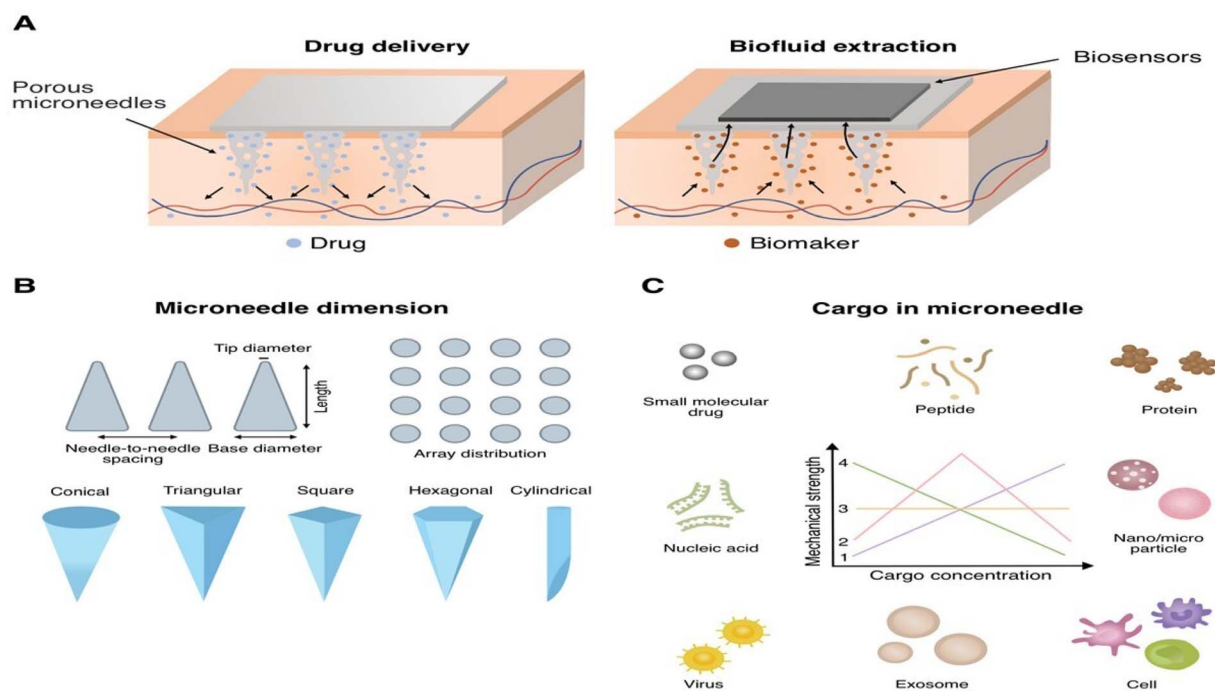 A
Drug delivery
Biofluid extraction
Biosensors
Porous
microneedles
Drug
Biomaker
B
Microneedle dimension
Tip diameter
Length
Needle-to-needle
spacing
Base diameter
Array distribution
Conical
Triangular
Square
Hexagonal
Cylindrical
C
Cargo in microneedle
Small molecular
drug
Peptide
Protein
Nucleic acid
Mechanical strength
4
3
2
1
Cargo concentration
Nano/micro
particle
Virus
Exosome
Cell